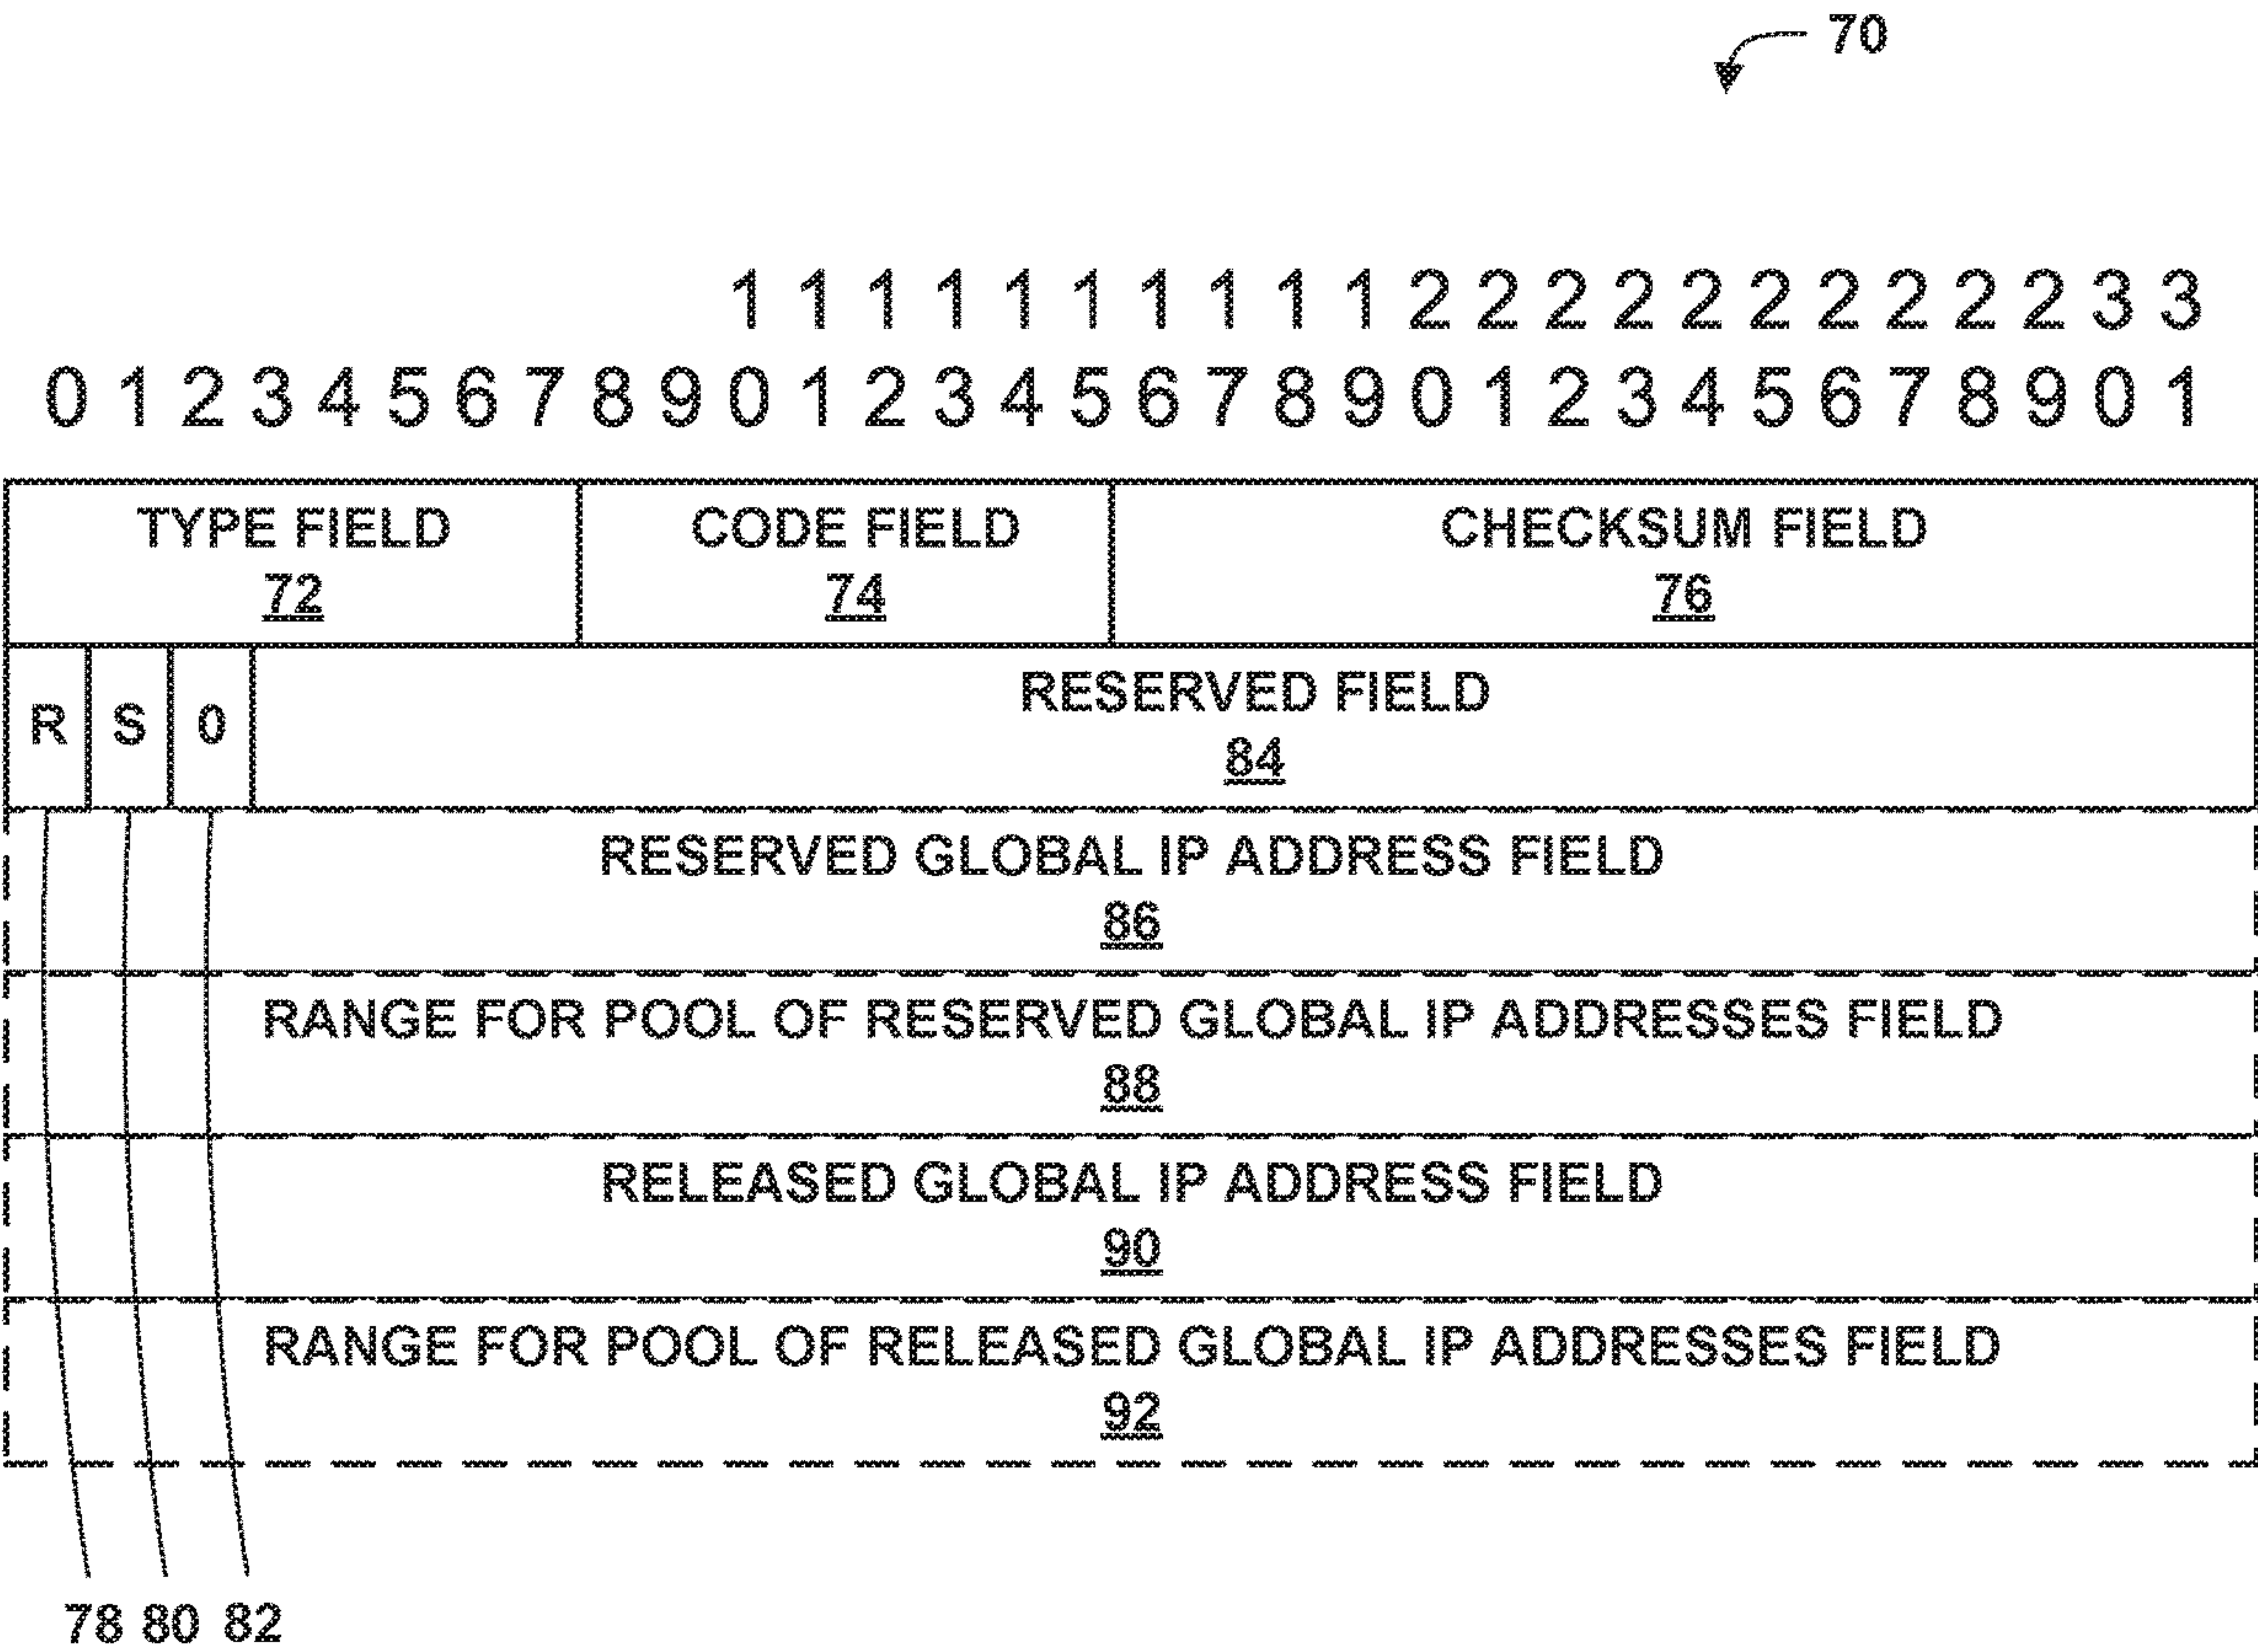 70
1 1 1 1 1 1 1 1 1 1 2 2 2 2 2 2 2 2 2 2 3 3
0 1 2 3 4 5 6 7 8 9 0 1 2 3 4 5 6 7 8 9 0 1 2 3 4 5 6 7 8 9 0 1
TYPE FIELD CODE FIELD CHECKSUM FIELD
72 74 76
R S 0 RESERVED FIELD
84
RESERVED GLOBAL IP ADDRESS FIELD
86
RANGE FOR POOL OF RESERVED GLOBAL IP ADDRESSES FIELD
88
RELEASED GLOBAL IP ADDRESS FIELD
90
RANGE FOR POOL OF RELEASED GLOBAL IP ADDRESSES FIELD
92
78 80 82